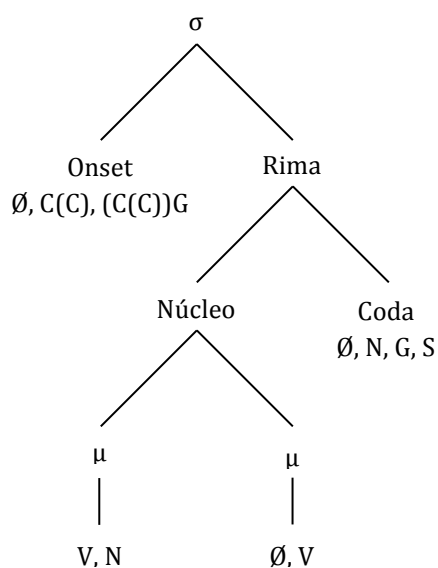 σ
Onset Rima
Ø, C(C), (C(C))G
Núcleo Coda
Ø, N, G, S
μ μ
V, N Ø, V